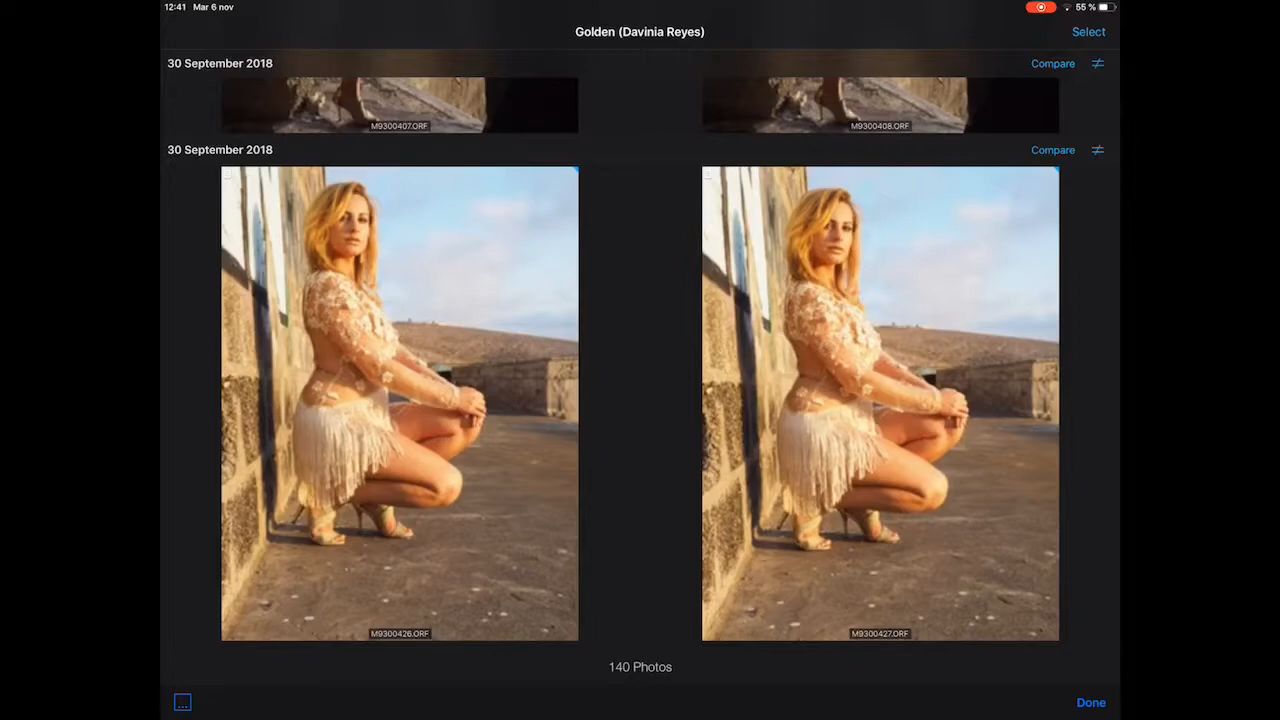 12:41 Mar 6 nov
55 %
Golden (Davinia Reyes)
Select
30 September 2018
Compare
M9300407.ORF
M9300408.ORF
30 September 2018
Compare
M9300426.ORF
M9300427.ORF
140 Photos
...
Done